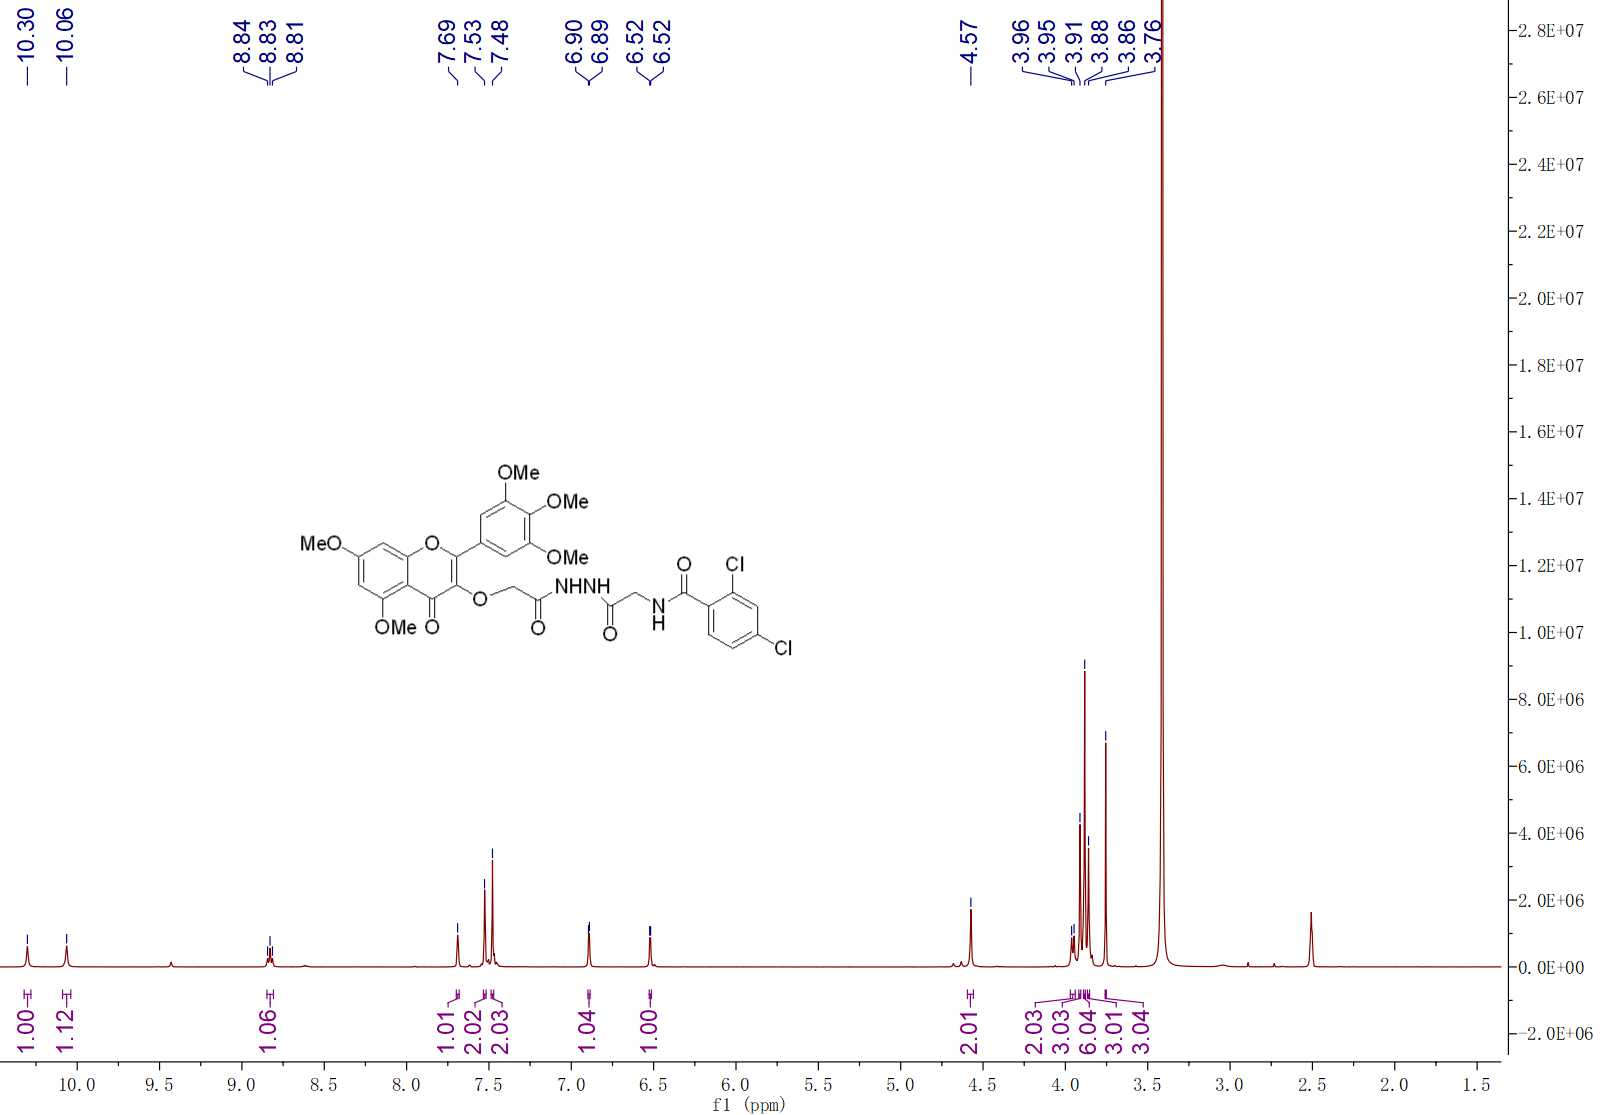 10.30
10.06
8.84
8.83
8.81
7.69
7.53
7.48
6.90
6.89
6.52
6.52
4.57
3.96
3.95
3.91
3.88
3.86
3.76
2.8E+07
2.6E+07
2.4E+07
2.2E+07
2.0E+07
1.8E+07
1.6E+07
1.4E+07
1.2E+07
1.0E+07
8.0E+06
6.0E+06
4.0E+06
2.0E+06
0.0E+00
-2.0E+06
OMe
OMe
MeO
O
OMe
O
Cl
O
NHNH
N
H
OMe
O
O
O
Cl
1.00
1.12
1.06
1.01
2.02
2.03
1.04
1.00
2.01
2.03
3.03
6.04
3.01
3.04
10.0 9.5 9.0 8.5 8.0 7.5 7.0 6.5 6.0 5.5 5.0 4.5 4.0 3.5 3.0 2.5 2.0 1.5
f1 (ppm)